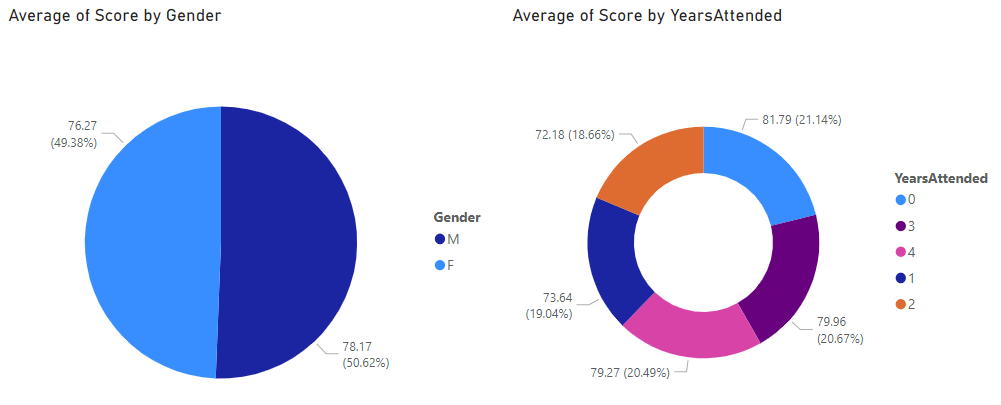 Average of Score by Gender
76.27
(49.38%)
78.17
(50.62%)
Gender
M
F
Average of Score by YearsAttended
81.79 (21.14%)
72.18 (18.66%)
73.64
(19.04%)
79.27 (20.49%)
79.96
(20.67%)
YearsAttended
0
3
4
1
2